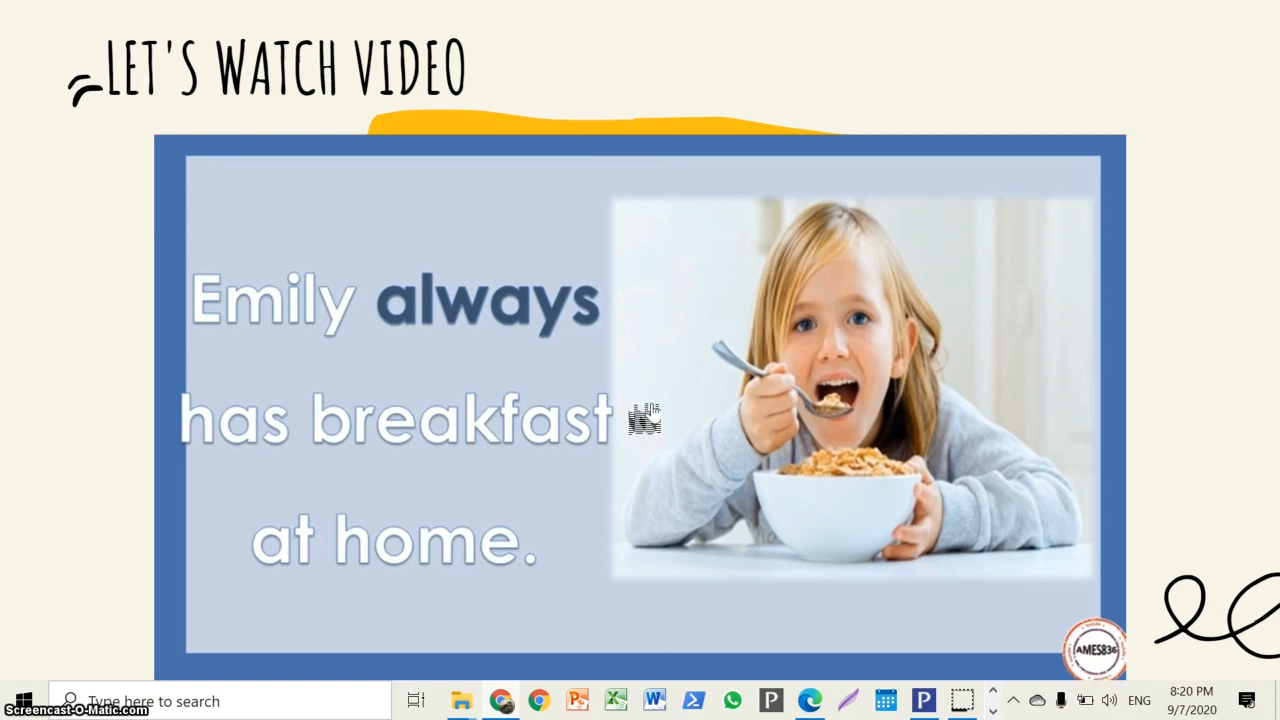 LET'S WATCH VIDEO
Emily always
has breakfast
at home.
AMES836
Type here to search
ENG
8:20 PM
9/7/2020
Screencast-O-Matic.com